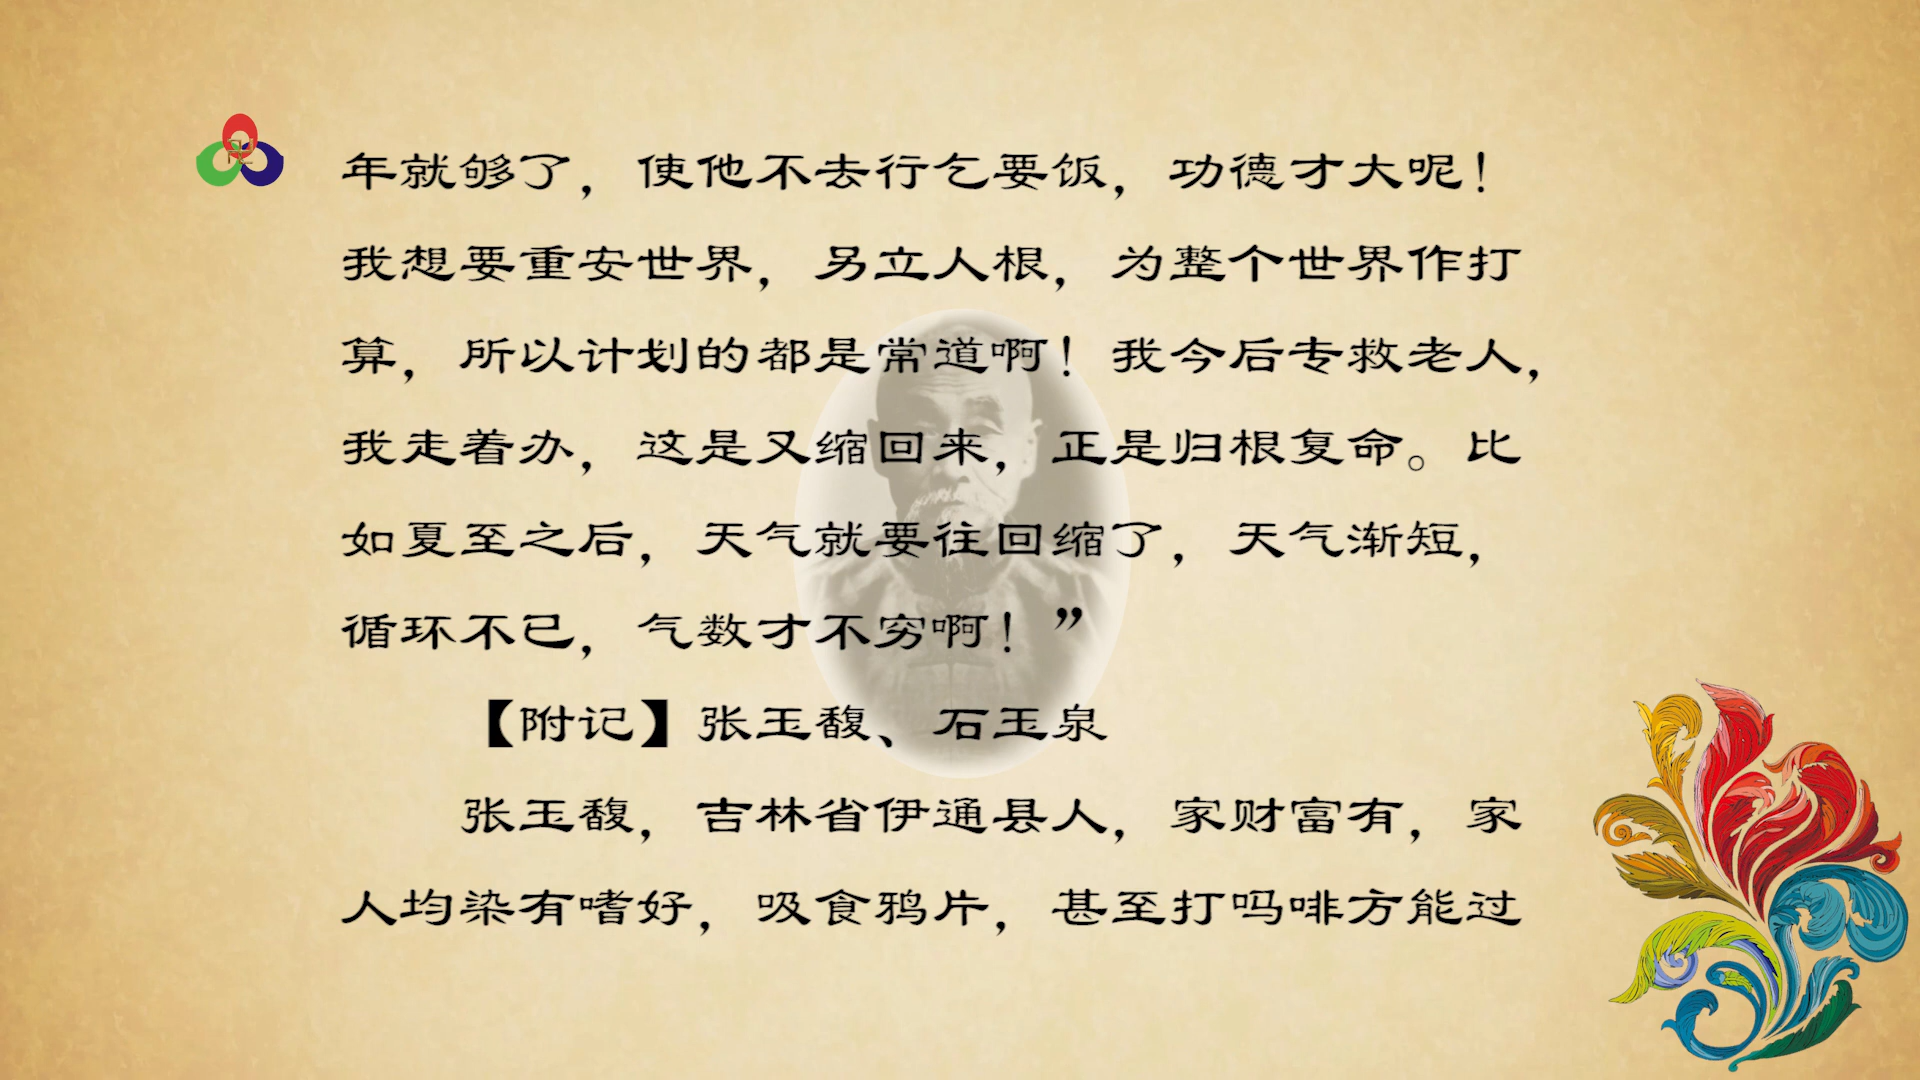 年就够了，使他不去行乞要饭，功德才大呢！
我想要重安世界，另立人根，为整个世界作打
算，所以计划的都是常道啊！我今后专救老人，
我走着办，这是又缩回来，正是归根复命。比
如夏至之后，天气就要往回缩了，天气渐短，
循环不已，气数才不穷啊！”
【附记】张玉馥、石玉泉
张玉馥，吉林省伊通县人，家财富有，家
人均染有嗜好，吸食鸦片，甚至打吗啡方能过